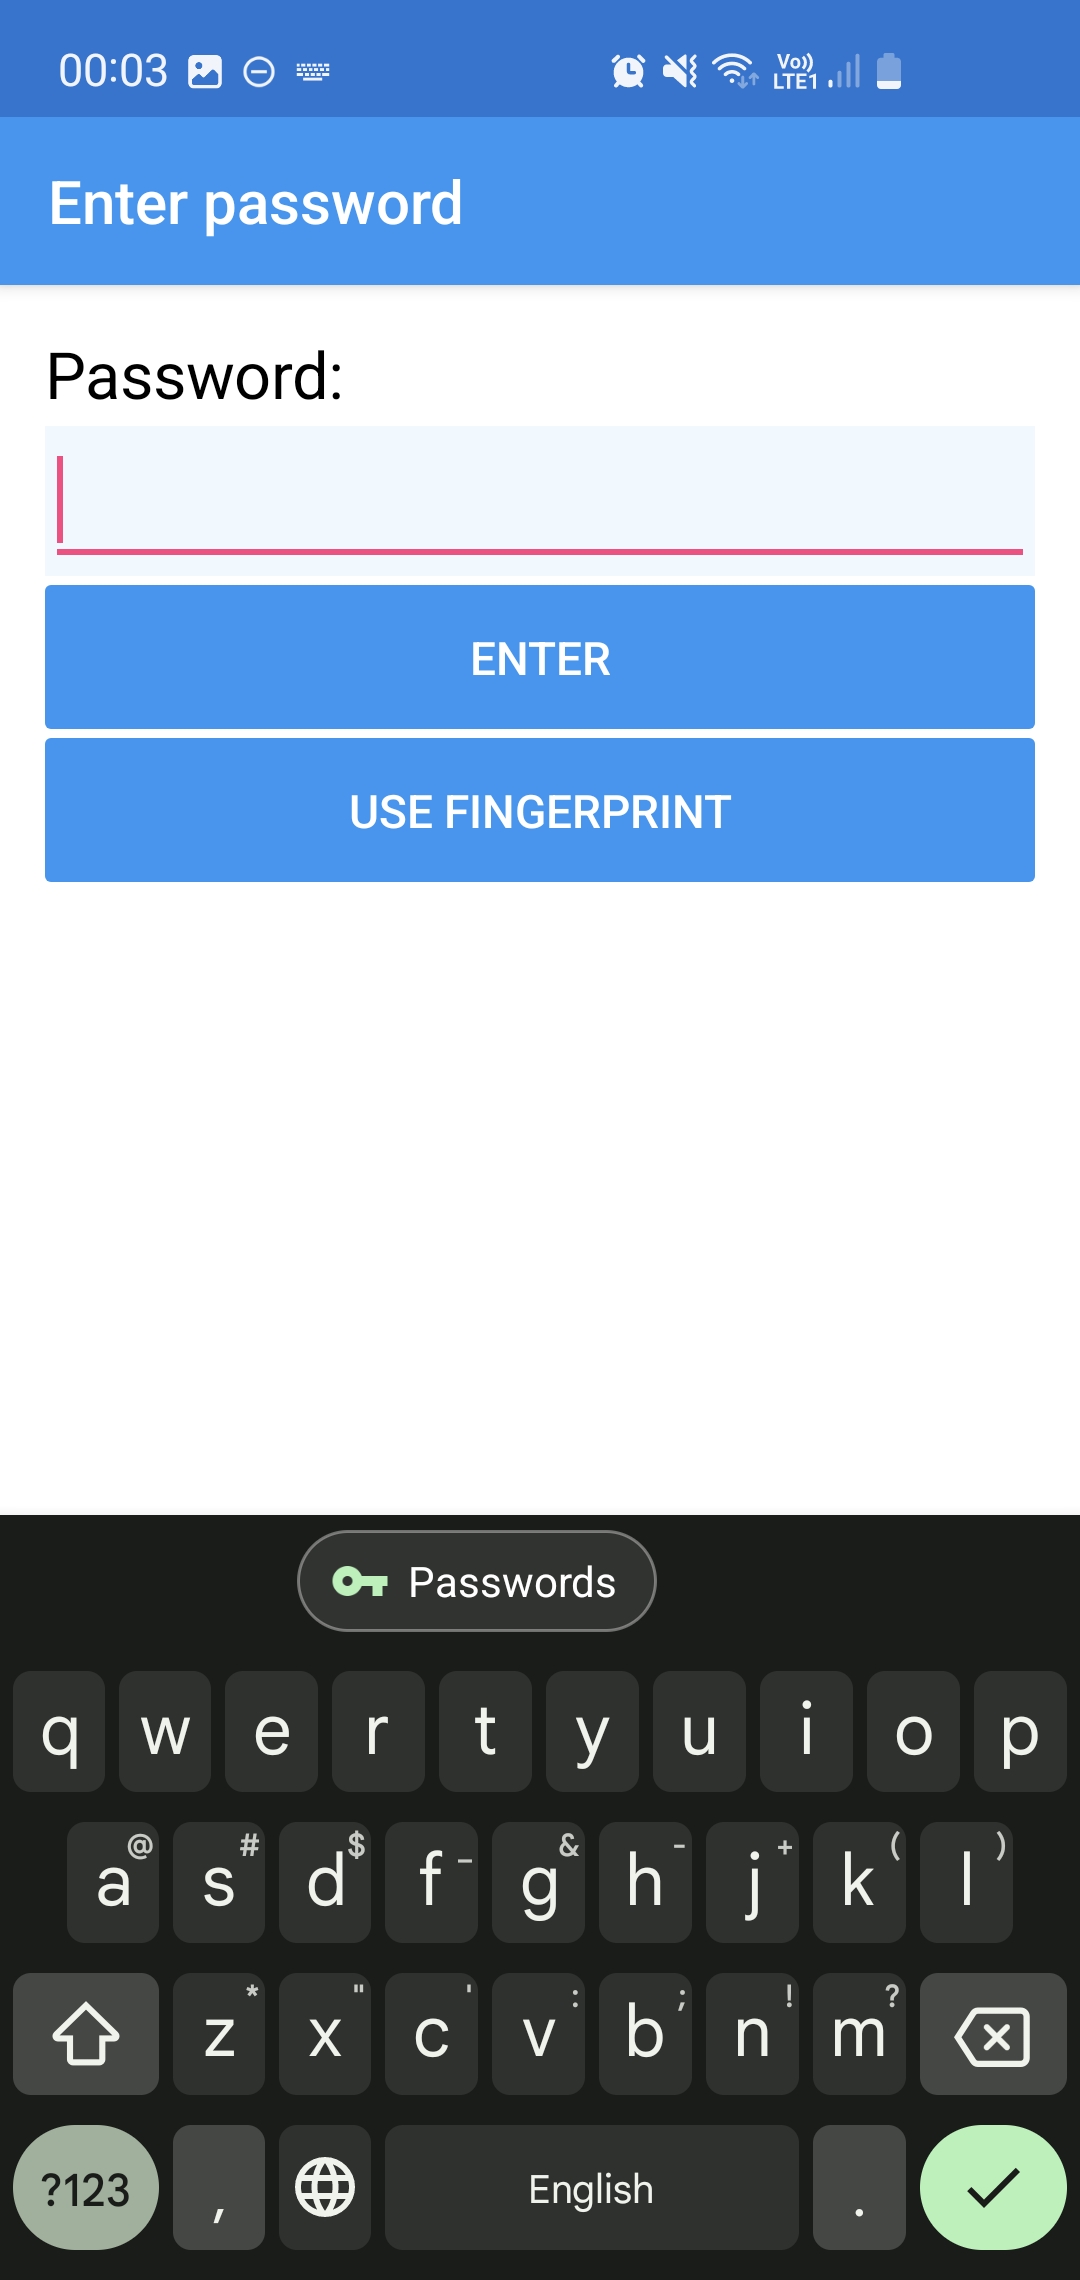 00:03 Vo)) LTE1
Enter password
Password:
ENTER
USE FINGERPRINT
Passwords
q w e r t y u i o p
@ # $ _ & - + ( )
a s d f g h j k l
* " ' : ; ! ?
z x c v b n m
?123 , English .